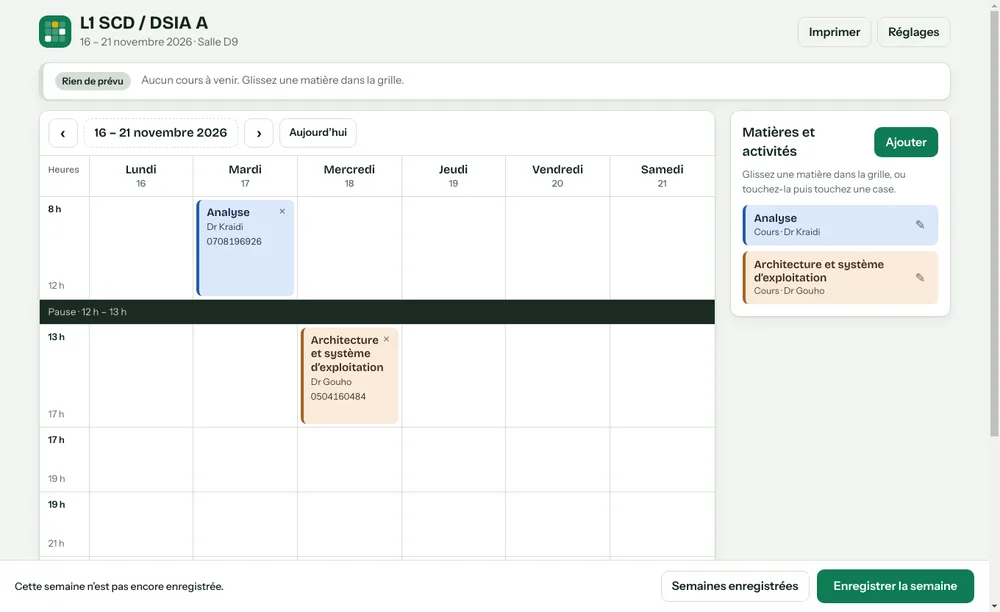 L1 SCD / DSIA A
16 – 21 novembre 2026 · Salle D9
Imprimer
Réglages
Rien de prévu
Aucun cours à venir. Glissez une matière dans la grille.
‹
16 – 21 novembre 2026
›
Aujourd'hui
Heures
Lundi
16
Mardi
17
Mercredi
18
Jeudi
19
Vendredi
20
Samedi
21
8 h
Analyse ×
Dr Kraidi
0708196926
12 h
Pause · 12 h – 13 h
13 h
Architecture ×
et système
d'exploitation
Dr Gouho
0504160484
17 h
17 h
19 h
19 h
21 h
Matières et
activités
Ajouter
Glissez une matière dans la grille, ou
touchez-la puis touchez une case.
Analyse
Cours · Dr Kraidi
✎
Architecture et système
d'exploitation
Cours · Dr Gouho
✎
Cette semaine n'est pas encore enregistrée.
Semaines enregistrées
Enregistrer la semaine